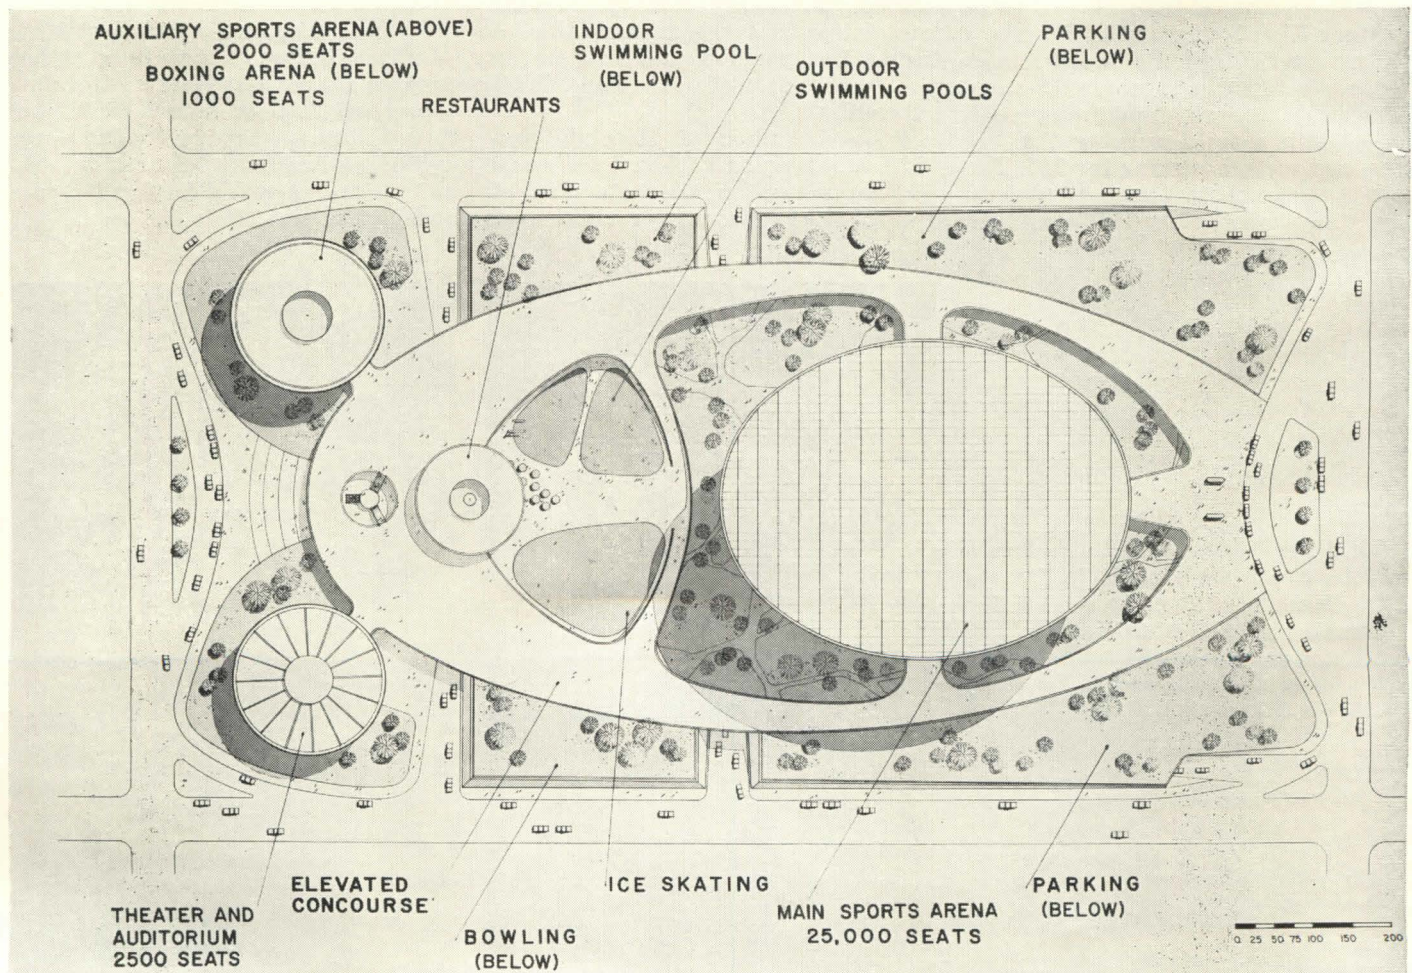 AUXILIARY SPORTS ARENA (ABOVE)
2000 SEATS
BOXING ARENA (BELOW)
1000 SEATS
RESTAURANTS
INDOOR
SWIMMING POOL
(BELOW)
OUTDOOR
SWIMMING POOLS
PARKING
(BELOW)
THEATER AND
AUDITORIUM
2500 SEATS
ELEVATED
CONCOURSE
BOWLING
(BELOW)
ICE SKATING
MAIN SPORTS ARENA
25,000 SEATS
PARKING
(BELOW)
0 25 50 75 100 150 200